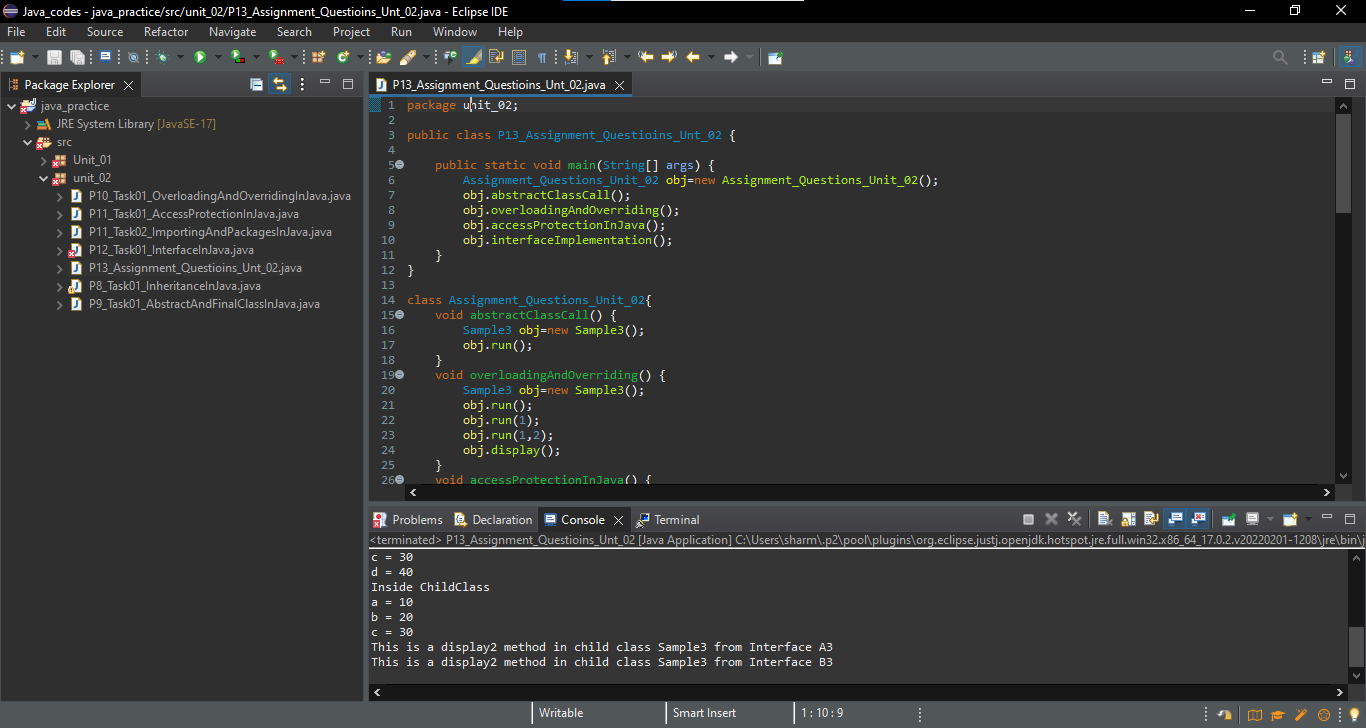 Java_codes - java_practice/src/unit_02/P13_Assignment_Questioins_Unt_02.java - Eclipse IDE
File Edit Source Refactor Navigate Search Project Run Window Help
Package Explorer
java_practice
JRE System Library [JavaSE-17]
src
Unit_01
unit_02
P10_Task01_OverloadingAndOverridingInJava.java
P11_Task01_AccessProtectionInJava.java
P11_Task02_ImportingAndPackagesInJava.java
P12_Task01_InterfaceInJava.java
P13_Assignment_Questioins_Unt_02.java
P8_Task01_InheritanceInJava.java
P9_Task01_AbstractAndFinalClassInJava.java
P13_Assignment_Questioins_Unt_02.java
1 package unit_02;
2
3 public class P13_Assignment_Questioins_Unt_02 {
4
5 public static void main(String[] args) {
6 Assignment_Questions_Unit_02 obj=new Assignment_Questions_Unit_02();
7 obj.abstractClassCall();
8 obj.overloadingAndOverriding();
9 obj.accessProtectionInJava();
10 obj.interfaceImplementation();
11 }
12 }
13
14 class Assignment_Questions_Unit_02{
15 void abstractClassCall() {
16 Sample3 obj=new Sample3();
17 obj.run();
18 }
19 void overloadingAndOverriding() {
20 Sample3 obj=new Sample3();
21 obj.run();
22 obj.run(1);
23 obj.run(1,2);
24 obj.display();
25 }
26 void accessProtectionInJava() {
Problems Declaration Console Terminal
<terminated> P13_Assignment_Questioins_Unt_02 [Java Application] C:\Users\sharm\.p2\pool\plugins\org.eclipse.justj.openjdk.hotspot.jre.full.win32.x86_64_17.0.2.v20220201-1208\jre\bin\j
c = 30
d = 40
Inside ChildClass
a = 10
b = 20
c = 30
This is a display2 method in child class Sample3 from Interface A3
This is a display2 method in child class Sample3 from Interface B3
Writable Smart Insert 1 : 10 : 9